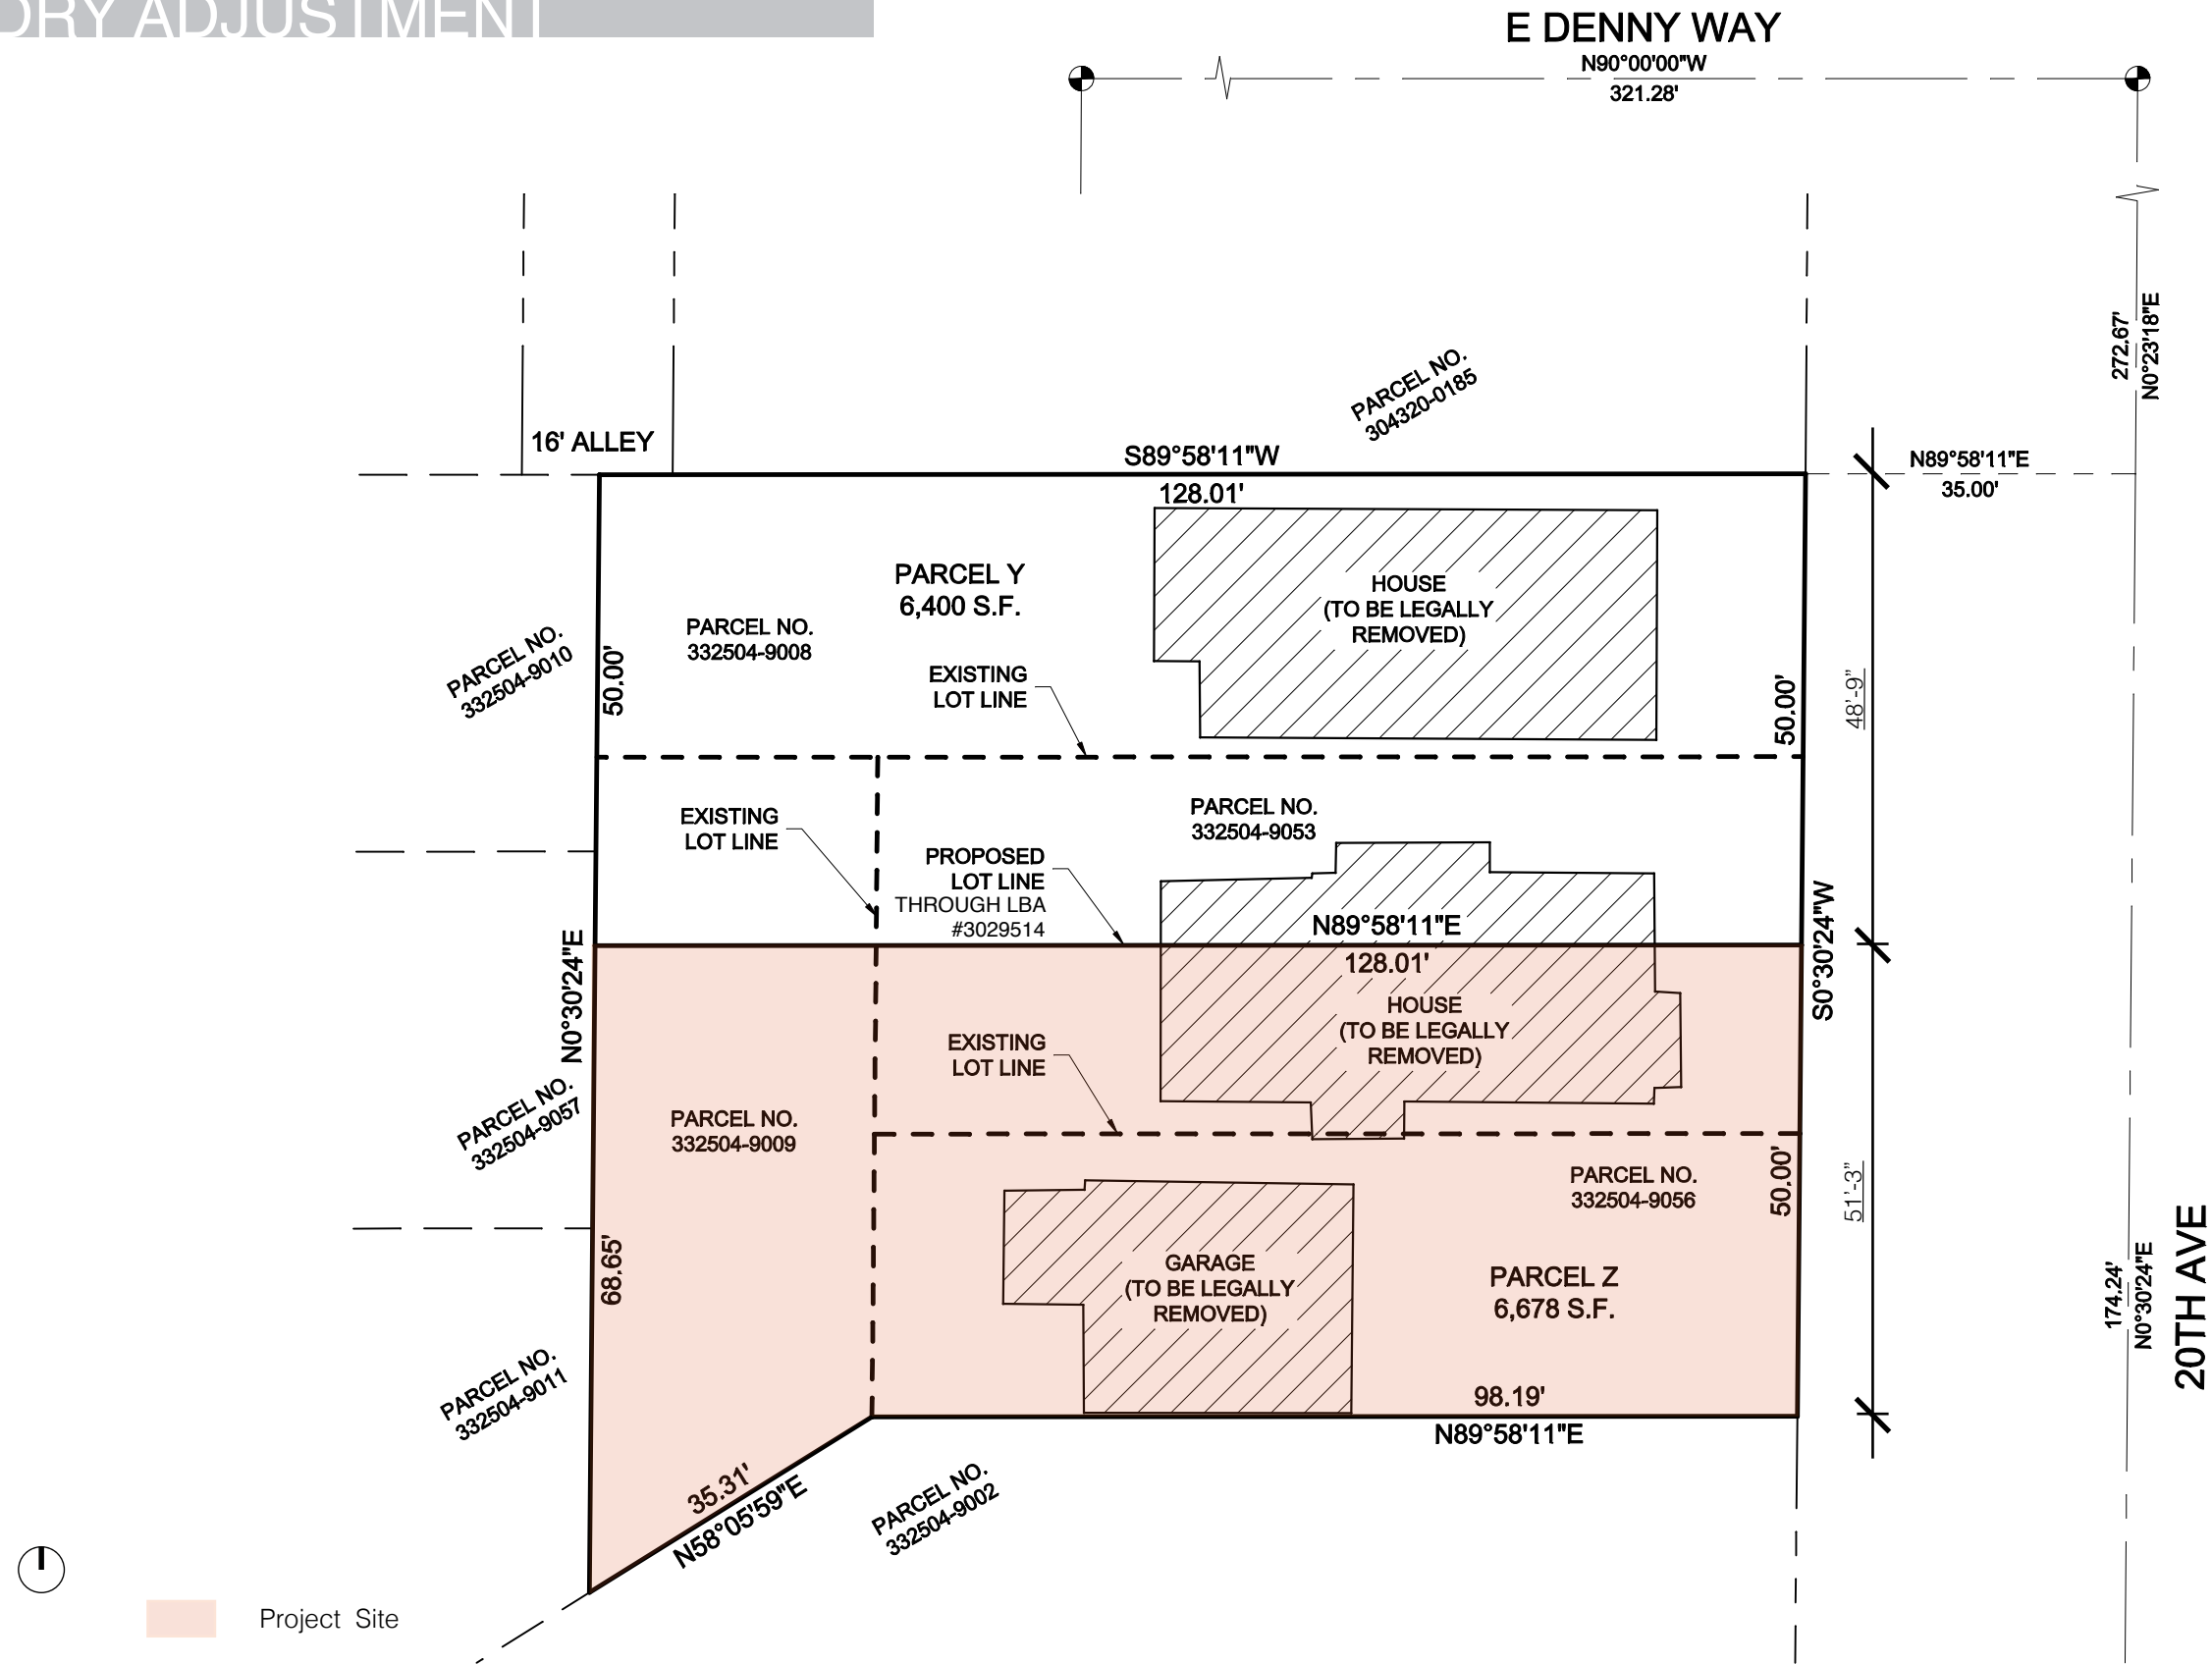 DRY ADJUSTMENT
E DENNY WAY
N90°00'00"W
321.28'
272.67'
N0°23'18"E
PARCEL NO.
304320-0185
16' ALLEY
S89°58'11"W
128.01'
N89°58'11"E
35.00'
PARCEL Y
6,400 S.F.
HOUSE
(TO BE LEGALLY
REMOVED)
PARCEL NO.
332504-9008
PARCEL NO.
332504-9010
50.00'
EXISTING
LOT LINE
50.00'
48'-9"
EXISTING
LOT LINE
PARCEL NO.
332504-9053
PROPOSED
LOT LINE
THROUGH LBA
#3029514
N89°58'11"E
128.01'
N0°30'24"E
S0°30'24"W
HOUSE
(TO BE LEGALLY
REMOVED)
EXISTING
LOT LINE
PARCEL NO.
332504-9057
PARCEL NO.
332504-9009
PARCEL NO.
332504-9056
50.00'
51'-3"
68.65'
GARAGE
(TO BE LEGALLY
REMOVED)
PARCEL Z
6,678 S.F.
174.24'
N0°30'24"E
20TH AVE
PARCEL NO.
332504-9011
98.19'
N89°58'11"E
35.31'
N58°05'59"E
PARCEL NO.
332504-9002
Project Site